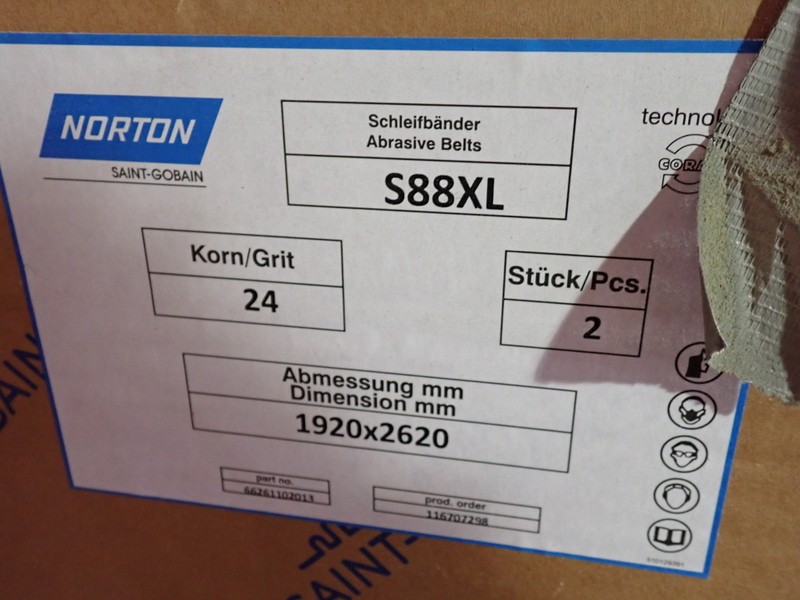 NORTON
SAINT-GOBAIN
Schleifbänder
Abrasive Belts
S88XL
Korn/Grit
24
Stück/Pcs.
2
Abmessung mm
Dimension mm
1920x2620
part no.
66261102013
prod. order
116707298